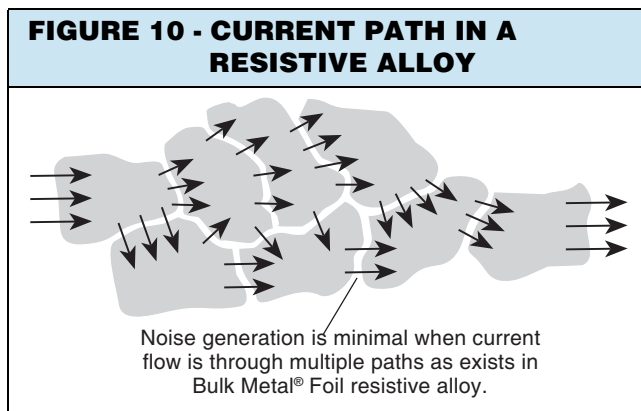 FIGURE 10 - CURRENT PATH IN A
RESISTIVE ALLOY
Noise generation is minimal when current
flow is through multiple paths as exists in
Bulk Metal® Foil resistive alloy.